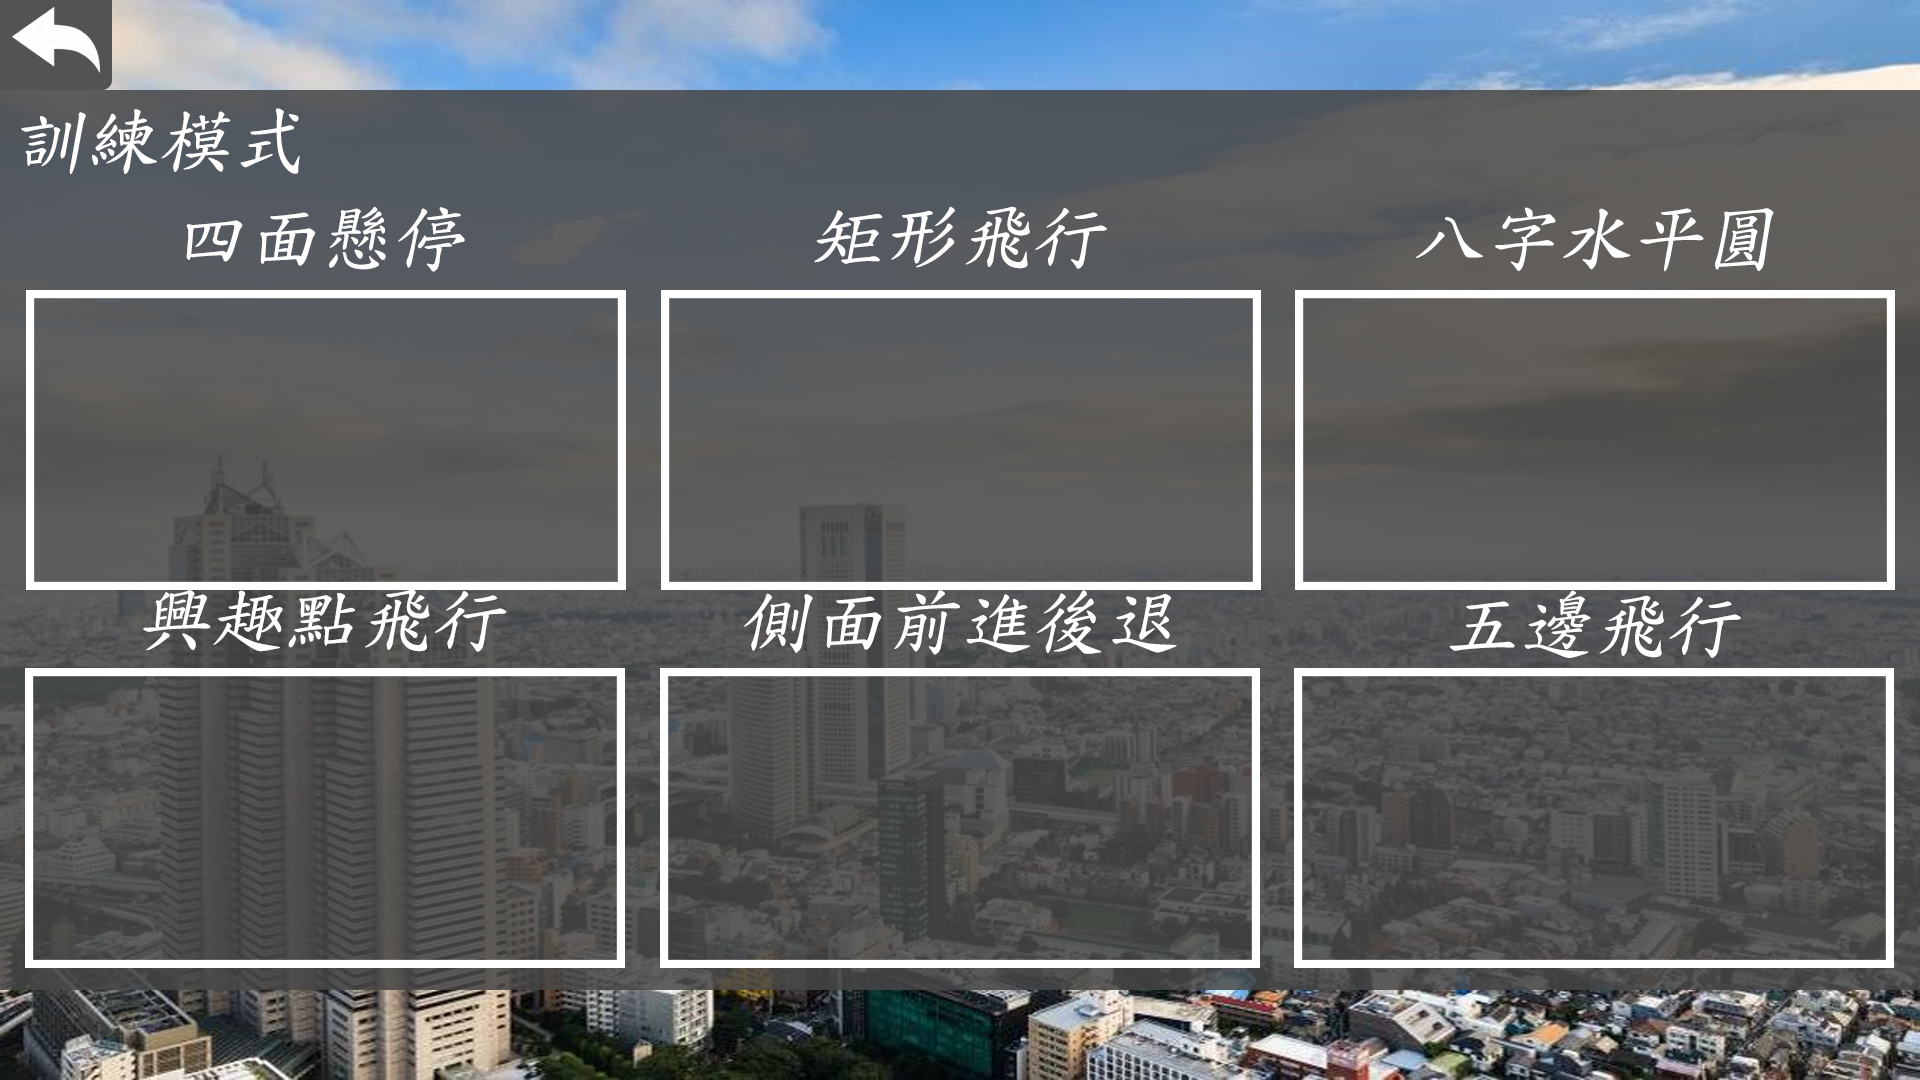 訓練模式
四面懸停
矩形飛行
八字水平圓
興趣點飛行
側面前進後退
五邊飛行